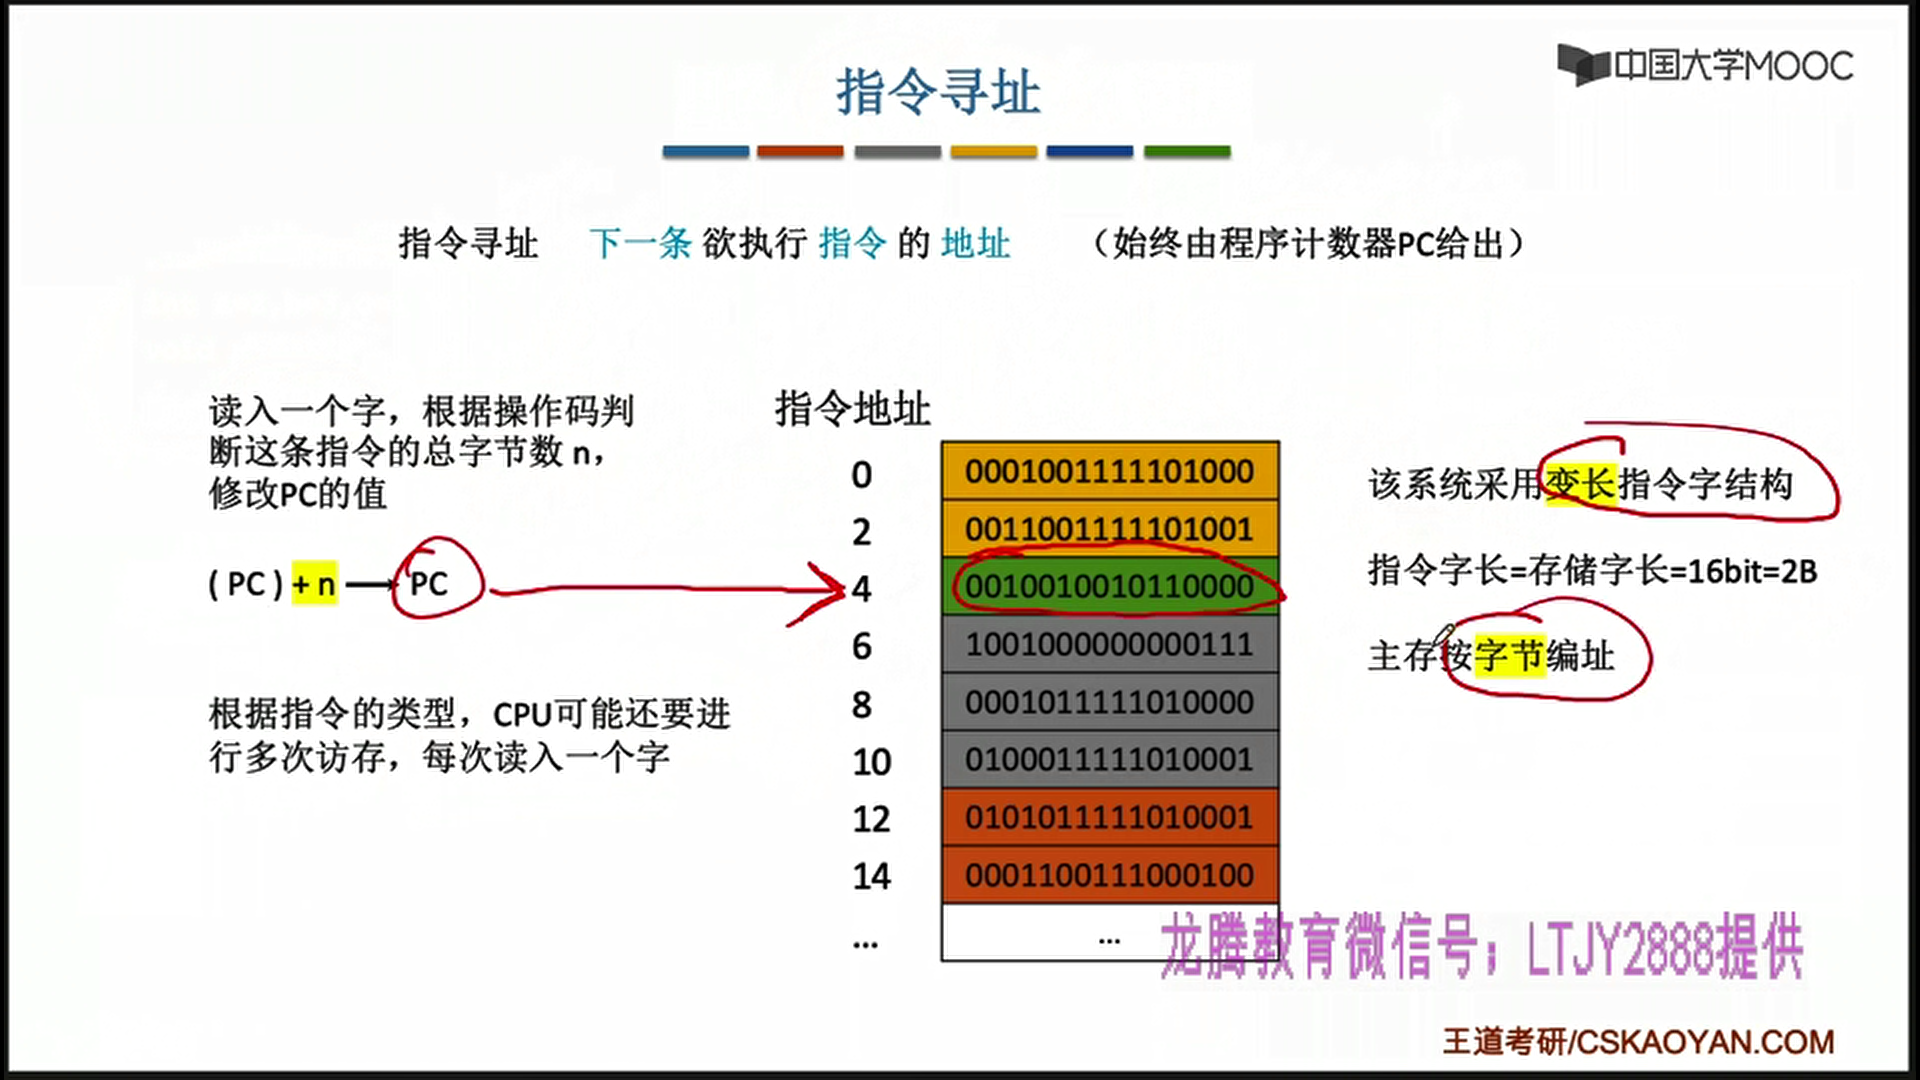 中国大学MOOC
指令寻址
指令寻址 下一条 欲执行 指令 的 地址 （始终由程序计数器PC给出）
读入一个字，根据操作码判
断这条指令的总字节数 n，
修改PC的值
( PC ) + n → PC
根据指令的类型，CPU可能还要进
行多次访存，每次读入一个字
指令地址
0 0001001111101000
2 0011001111101001
4 0010010010110000
6 1001000000000111
8 0001011111010000
10 0100011111010001
12 0101011111010001
14 0001100111000100
... ...
该系统采用变长指令字结构
指令字长=存储字长=16bit=2B
主存按字节编址
龙腾教育微信号；LTJY2888提供
王道考研/CSKAOYAN.COM